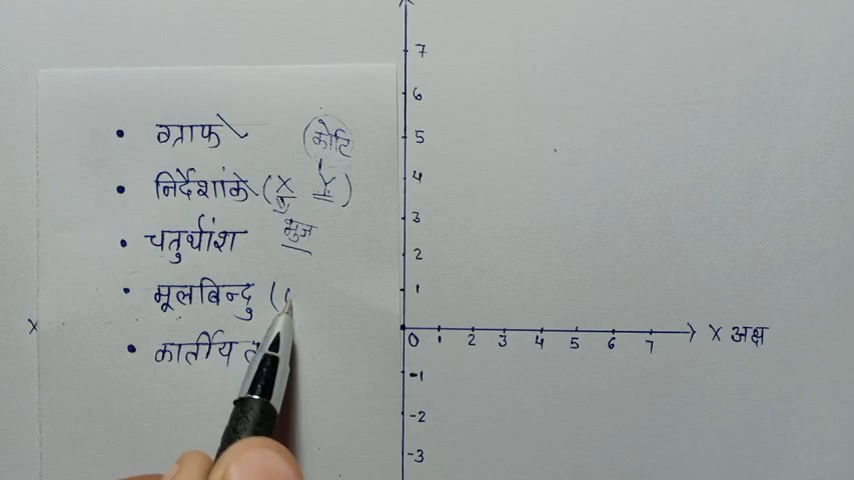 ग्राफ
कोटि
निर्देशांक (X, Y)
भुज
चतुर्थांश
मूलबिन्दु (
कार्तीय
X
7
6
5
4
3
2
1
0 1 2 3 4 5 6 7 X अक्ष
-1
-2
-3